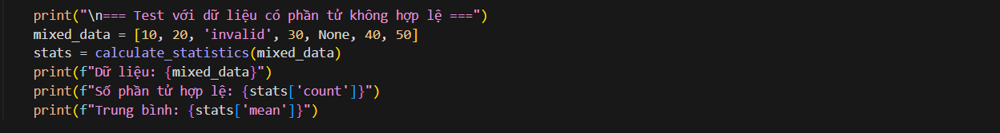 print("\n=== Test với dữ liệu có phần tử không hợp lệ ===")
mixed_data = [10, 20, 'invalid', 30, None, 40, 50]
stats = calculate_statistics(mixed_data)
print(f"Dữ liệu: {mixed_data}")
print(f"Số phần tử hợp lệ: {stats['count']}")
print(f"Trung bình: {stats['mean']}")